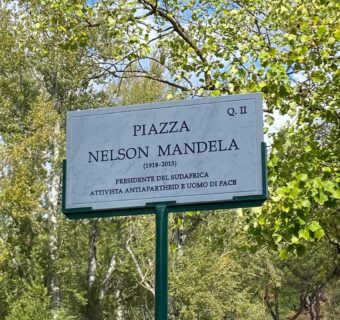 Q. II
PIAZZA
NELSON MANDELA
(1918-2013)
PRESIDENTE DEL SUDAFRICA
ATTIVISTA ANTIAPARTHEID E UOMO DI PACE